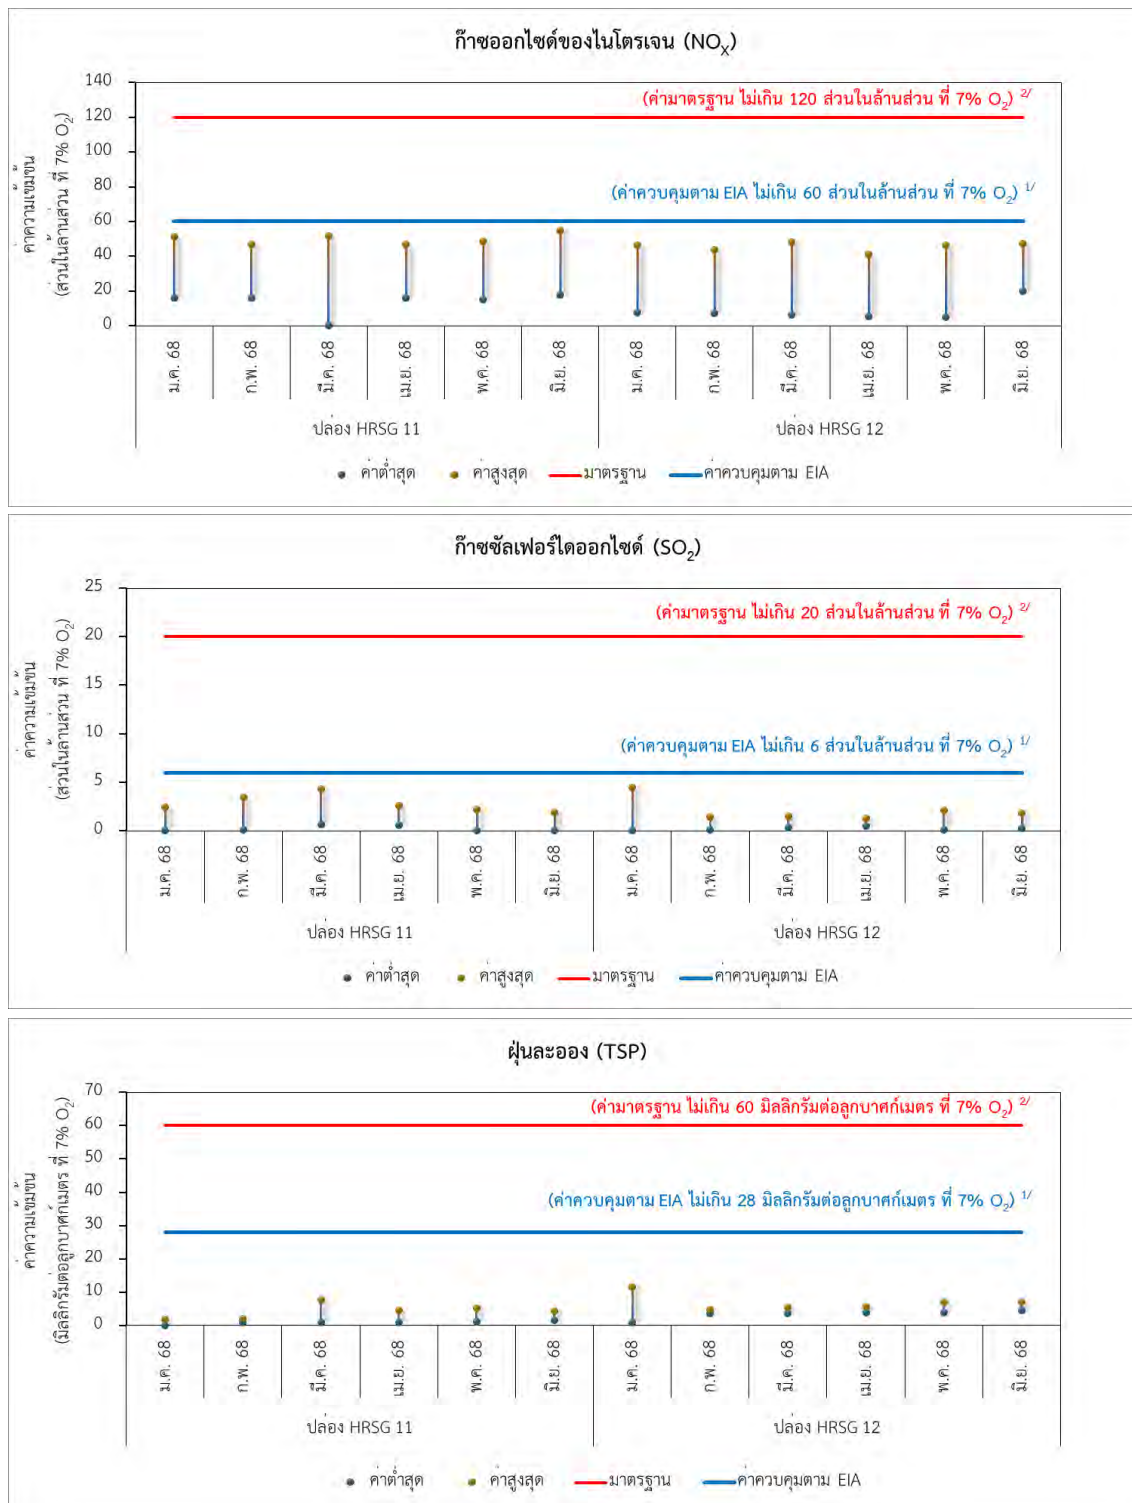 ก๊าซออกไซด์ของไนโตรเจน (NOX)
ค่าความเข้มข้น
(ส่วนในล้านส่วน ที่ 7% O2)
140
120
100
80
60
40
20
0
(ค่ามาตรฐาน ไม่เกิน 120 ส่วนในล้านส่วน ที่ 7% O2) 2/
(ค่าควบคุมตาม EIA ไม่เกิน 60 ส่วนในล้านส่วน ที่ 7% O2) 1/
ม.ค. 68 ก.พ. 68 มี.ค. 68 เม.ย. 68 พ.ค. 68 มิ.ย. 68 ม.ค. 68 ก.พ. 68 มี.ค. 68 เม.ย. 68 พ.ค. 68 มิ.ย. 68
ปล่อง HRSG 11 ปล่อง HRSG 12
ค่าต่ำสุด ค่าสูงสุด มาตรฐาน ค่าควบคุมตาม EIA
ก๊าซซัลเฟอร์ไดออกไซด์ (SO2)
ค่าความเข้มข้น
(ส่วนในล้านส่วน ที่ 7% O2)
25
20
15
10
5
0
(ค่ามาตรฐาน ไม่เกิน 20 ส่วนในล้านส่วน ที่ 7% O2) 2/
(ค่าควบคุมตาม EIA ไม่เกิน 6 ส่วนในล้านส่วน ที่ 7% O2) 1/
ม.ค. 68 ก.พ. 68 มี.ค. 68 เม.ย. 68 พ.ค. 68 มิ.ย. 68 ม.ค. 68 ก.พ. 68 มี.ค. 68 เม.ย. 68 พ.ค. 68 มิ.ย. 68
ปล่อง HRSG 11 ปล่อง HRSG 12
ค่าต่ำสุด ค่าสูงสุด มาตรฐาน ค่าควบคุมตาม EIA
ฝุ่นละออง (TSP)
ค่าความเข้มข้น
(มิลลิกรัมต่อลูกบาศก์เมตร ที่ 7% O2)
70
60
50
40
30
20
10
0
(ค่ามาตรฐาน ไม่เกิน 60 มิลลิกรัมต่อลูกบาศก์เมตร ที่ 7% O2) 2/
(ค่าควบคุมตาม EIA ไม่เกิน 28 มิลลิกรัมต่อลูกบาศก์เมตร ที่ 7% O2) 1/
ม.ค. 68 ก.พ. 68 มี.ค. 68 เม.ย. 68 พ.ค. 68 มิ.ย. 68 ม.ค. 68 ก.พ. 68 มี.ค. 68 เม.ย. 68 พ.ค. 68 มิ.ย. 68
ปล่อง HRSG 11 ปล่อง HRSG 12
ค่าต่ำสุด ค่าสูงสุด มาตรฐาน ค่าควบคุมตาม EIA